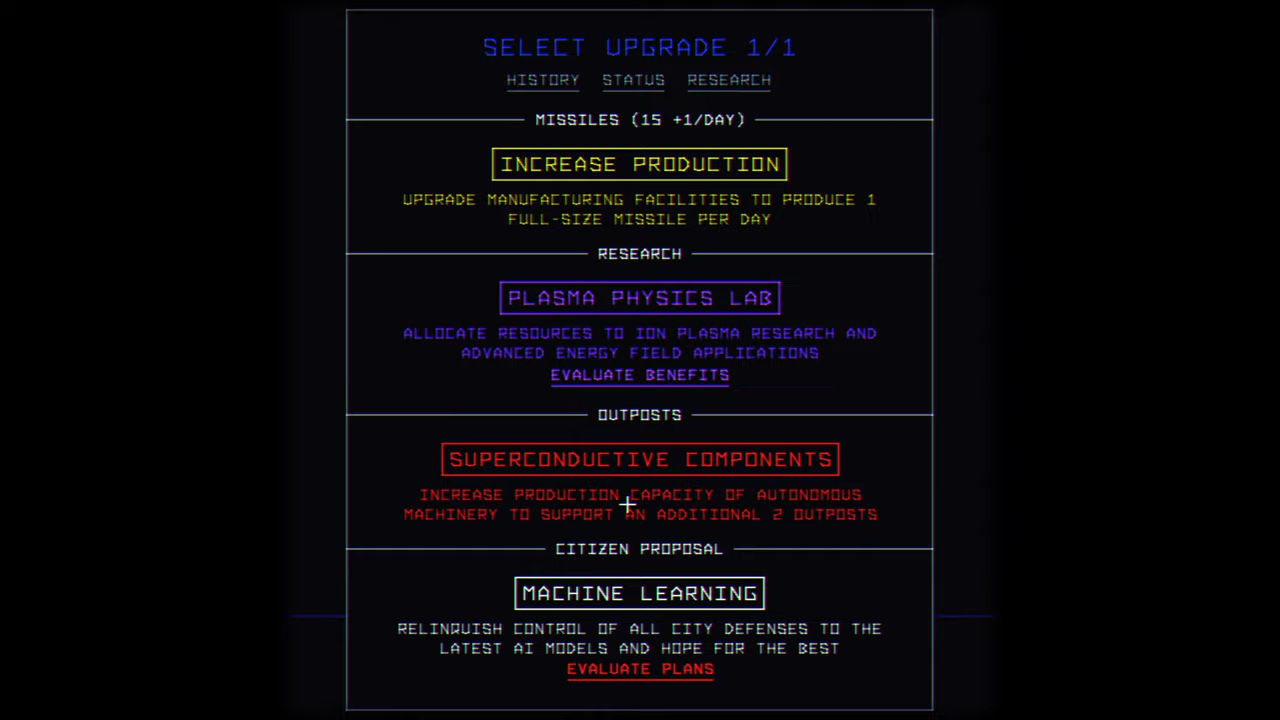 SELECT UPGRADE 1/1
HISTORY STATUS RESEARCH
MISSILES (15 +1/DAY)
INCREASE PRODUCTION
UPGRADE MANUFACTURING FACILITIES TO PRODUCE 1
FULL-SIZE MISSILE PER DAY
RESEARCH
PLASMA PHYSICS LAB
ALLOCATE RESOURCES TO ION PLASMA RESEARCH AND
ADVANCED ENERGY FIELD APPLICATIONS
EVALUATE BENEFITS
OUTPOSTS
SUPERCONDUCTIVE COMPONENTS
INCREASE PRODUCTION CAPACITY OF AUTONOMOUS
MACHINERY TO SUPPORT AN ADDITIONAL 2 OUTPOSTS
CITIZEN PROPOSAL
MACHINE LEARNING
RELINQUISH CONTROL OF ALL CITY DEFENSES TO THE
LATEST AI MODELS AND HOPE FOR THE BEST
EVALUATE PLANS